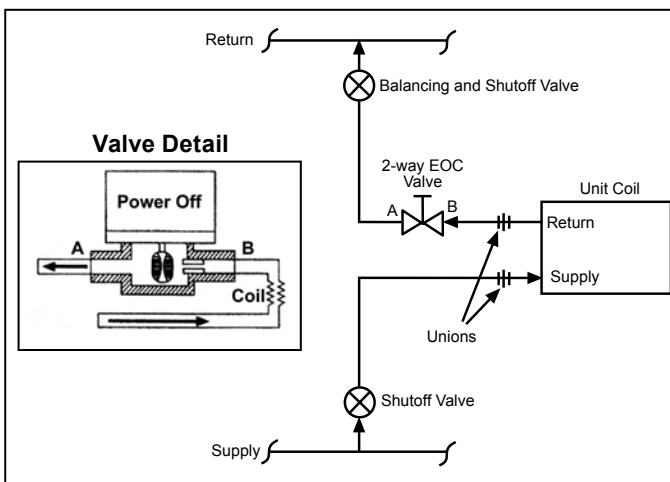 Return
Balancing and Shutoff Valve
Valve Detail
2-way EOC
Valve
Unit Coil
Power Off
A
B
Return
A
B
Coil
Supply
Unions
Shutoff Valve
Supply